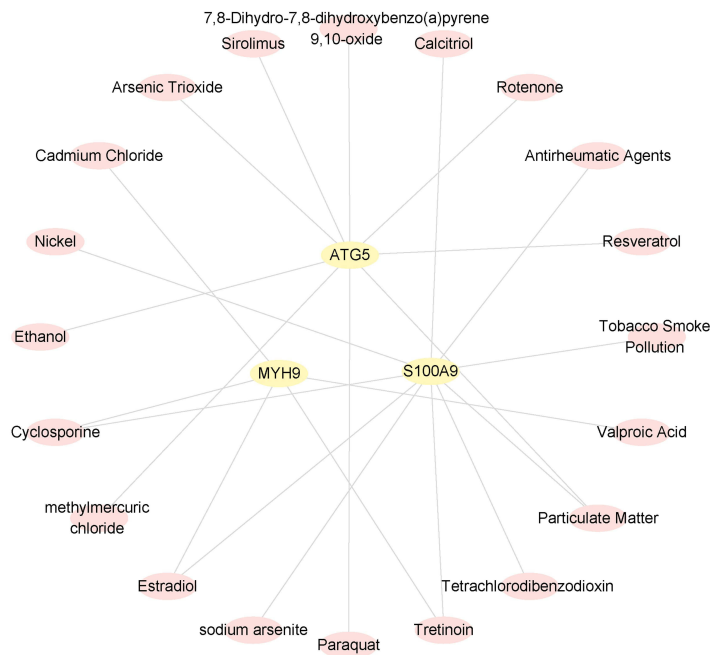 7,8-Dihydro-7,8-dihydroxybenzo(a)pyrene
9,10-oxide
Sirolimus
Calcitriol
Arsenic Trioxide
Rotenone
Cadmium Chloride
Antirheumatic Agents
Nickel
Resveratrol
ATG5
Ethanol
Tobacco Smoke
Pollution
MYH9
S100A9
Cyclosporine
Valproic Acid
methylmercuric
chloride
Particulate Matter
Estradiol
Tetrachlorodibenzodioxin
sodium arsenite
Paraquat
Tretinoin